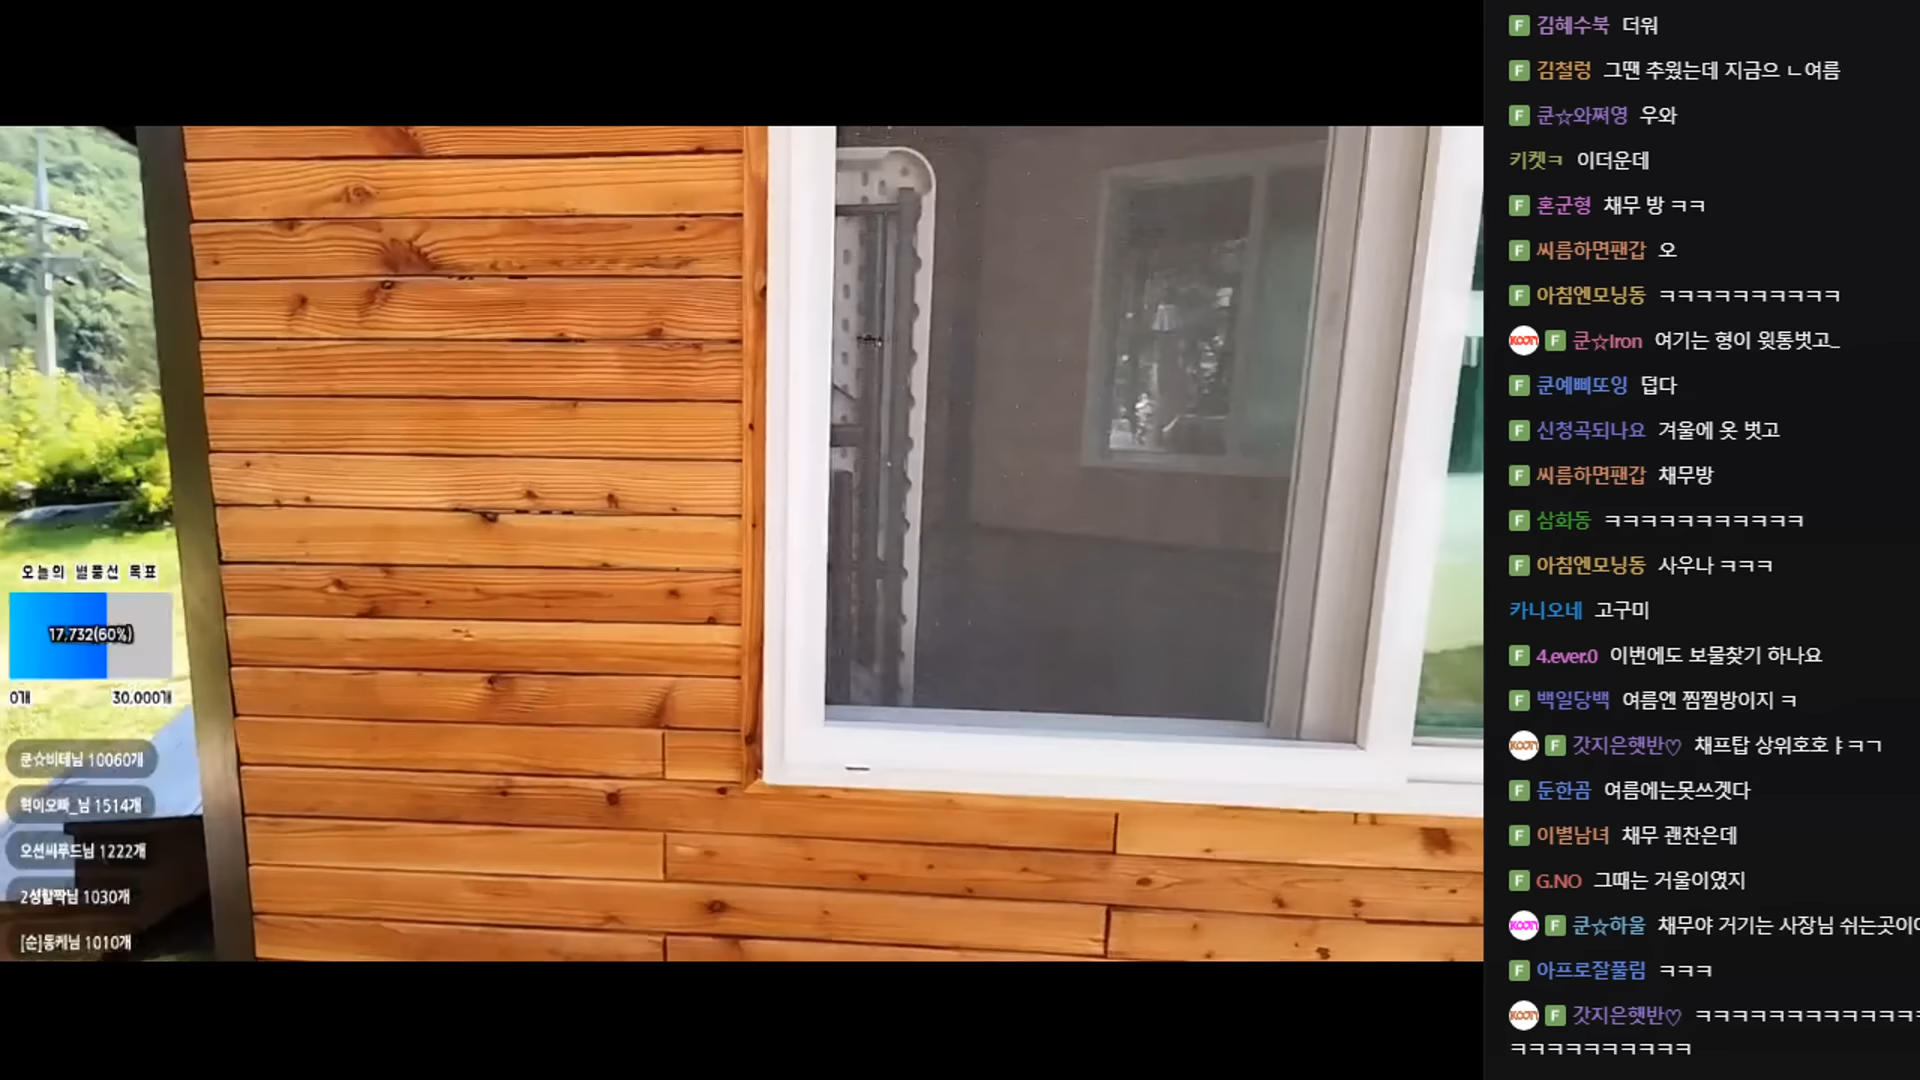 오늘의 별풍선 목표
17,732(60%)
0개 30,000개
쿤☆비테님 10060개
혁이오빠_님 1514개
오션씨푸드님 1222개
2성활짝님 1030개
[순]동케님 1010개
F 김혜수북 더워
F 김철렁 그땐 추웠는데 지금으 ㄴ여름
F 쿤☆와쪄영 우와
키켓ㅋ 이더운데
F 혼군형 채무 방 ㅋㅋ
F 씨름하면팬갑 오
F 아침엔모닝동 ㅋㅋㅋㅋㅋㅋㅋㅋㅋㅋ
KOON F 쿤☆Iron 여기는 형이 윗통벗고_
F 쿤예삐또잉 덥다
F 신청곡되나요 겨울에 옷 벗고
F 씨름하면팬갑 채무방
F 삼화동 ㅋㅋㅋㅋㅋㅋㅋㅋㅋㅋㅋ
F 아침엔모닝동 사우나 ㅋㅋㅋ
카니오네 고구미
F 4.ever.0 이번에도 보물찾기 하나요
F 백일당백 여름엔 찜찔방이지 ㅋ
KOON F 갓지은햇반♡ 채프탑 상위호호ㅑㅋㄱ
F 둔한곰 여름에는못쓰겟다
F 이별남녀 채무 괜찬은데
F G.NO 그때는 거울이였지
KOON F 쿤☆하울 채무야 거기는 사장님 쉬는곳이
F 아프로잘풀림 ㅋㅋㅋ
KOON F 갓지은햇반♡ ㅋㅋㅋㅋㅋㅋㅋㅋㅋㅋㅋㅋㅋ
ㅋㅋㅋㅋㅋㅋㅋㅋㅋㅋ